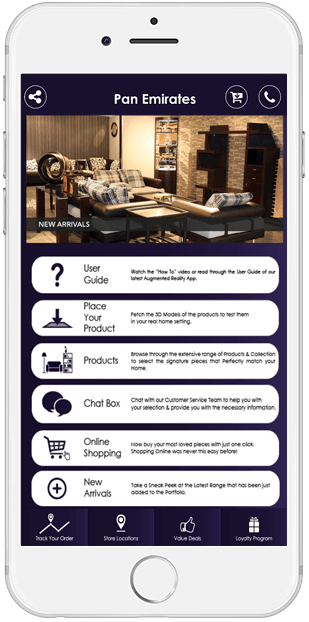 Pan Emirates
NEW ARRIVALS
User
Guide
Watch the "How To" video or read through the User Guide of our
latest Augmented Reality App.
Place
Your
Product
Fetch the 3D Models of the products to test them
in your real home setting.
Products
Browse through the extensive range of Products & Collection
to select the signature pieces that Perfectly match your
Home.
Chat Box
Chat with our Customer Service Team to help you with
your selection & provide you with the necessary information.
Online
Shopping
Now buy your most loved pieces with just one click.
Shopping Online was never this easy before!
New
Arrivals
Take a Sneak Peek at the Latest Range that has been just
added to the Portfolio.
Track Your Order
Store Locations
Value Deals
Loyalty Program